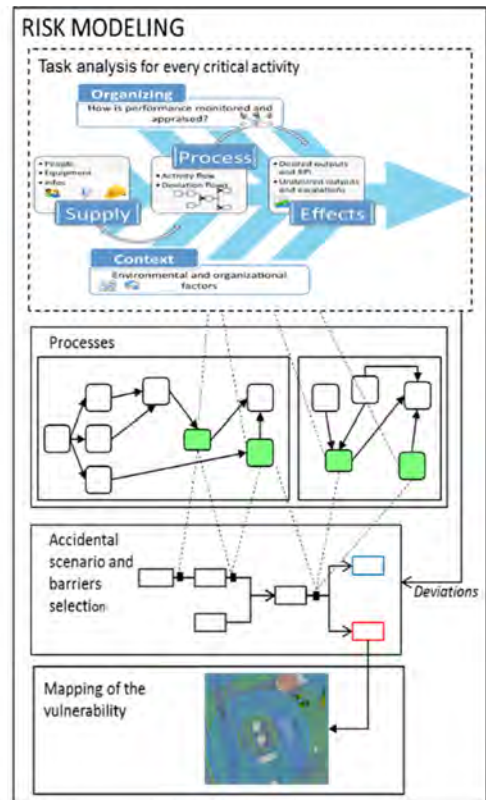 RISK MODELING
Task analysis for every critical activity
Organizing
How is performance monitored and
appraised?
• People
• Equipment
• Infos
Supply
Process
• Activity flow
• Deviation flows
• Desired outputs
and KPI
• Undesired outputs
and escalations
Effects
Context
Environmental and organizational
factors
Processes
Accidental
scenario and
barriers
selection
Deviations
Mapping of the
vulnerability